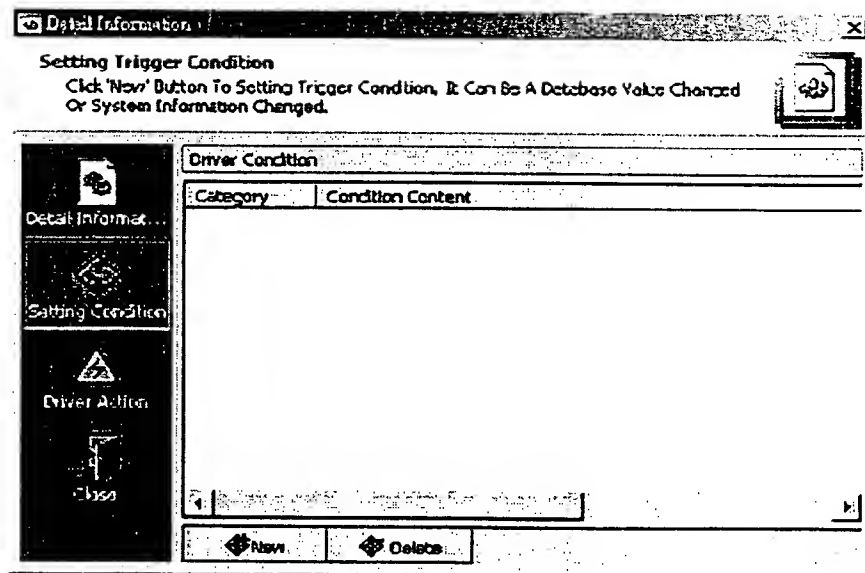 Detail Information
Setting Trigger Condition
Click 'New' Button To Setting Tricger Condition, It Can Be A Database Value Changed
Or System Information Changed.
Driver Condition
Category Condition Content
Detail Informat...
Setting Condition
Driver Action
Close
New Delete